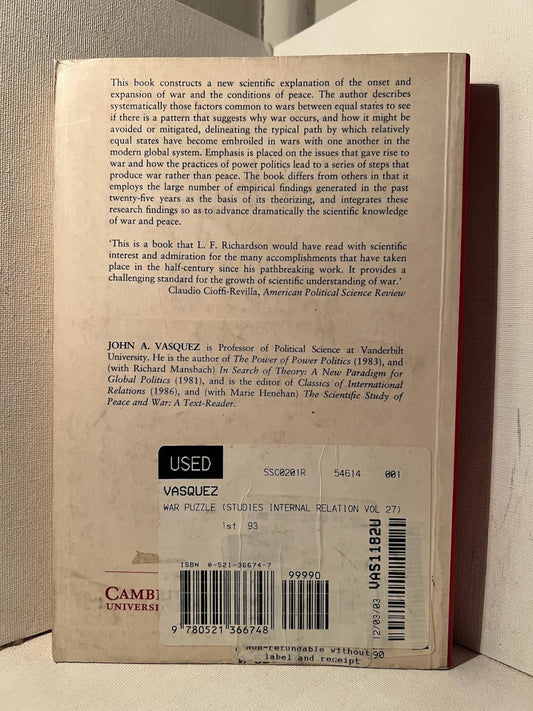 This book constructs a new scientific explanation of the onset and
expansion of war and the conditions of peace. The author describes
systematically those factors common to wars between equal states to see
if there is a pattern that suggests why war occurs, and how it might be
avoided or mitigated, delineating the typical path by which relatively
equal states have become embroiled in wars with one another in the
modern global system. Emphasis is placed on the issues that gave rise to
war and how the practices of power politics lead to a series of steps that
produce war rather than peace. The book differs from others in that it
employs the large number of empirical findings generated in the past
twenty-five years as the basis of its theorizing, and integrates these
research findings so as to advance dramatically the scientific knowledge
of war and peace.
'This is a book that L. F. Richardson would have read with scientific
interest and admiration for the many accomplishments that have taken
place in the half-century since his pathbreaking work. It provides a
challenging standard for the growth of scientific understanding of war.'
Claudio Cioffi-Revilla, American Political Science Review
JOHN A. VASQUEZ is Professor of Political Science at Vanderbilt
University. He is the author of The Power of Power Politics (1983), and
(with Richard Mansbach) In Search of Theory: A New Paradigm for
Global Politics (1981), and is the editor of Classics of International
Relations (1986), and (with Marie Henehan) The Scientific Study of
Peace and War: A Text-Reader.
USED SSC0201R 54614 001
VASQUEZ
WAR PUZZLE (STUDIES INTERNAL RELATION VOL 27)
1st 93
ISBN 0-521-36674-7
99990
9 780521 366748
VAS1182U
12/03/03
CAMB
UNIVERS
Non-refundable without
label and receipt
90